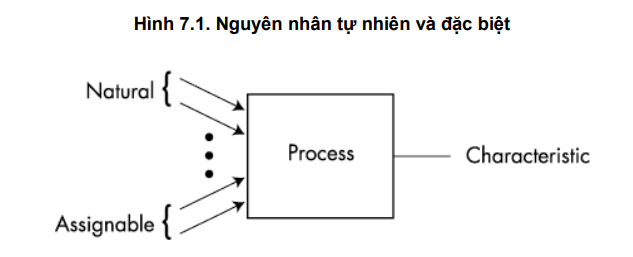 Hình 7.1. Nguyên nhân tự nhiên và đặc biệt
Natural
Process
Characteristic
Assignable